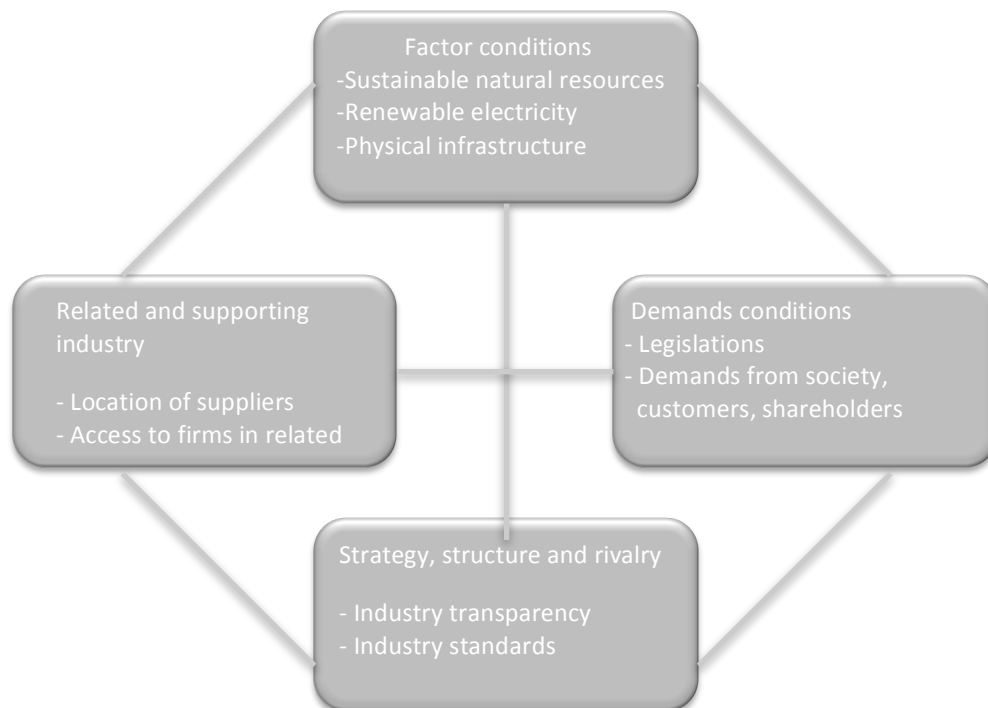 Factor conditions
-Sustainable natural resources
-Renewable electricity
-Physical infrastructure
Related and supporting
industry
- Location of suppliers
- Access to firms in related
Demands conditions
- Legislations
- Demands from society,
customers, shareholders
Strategy, structure and rivalry
- Industry transparency
- Industry standards